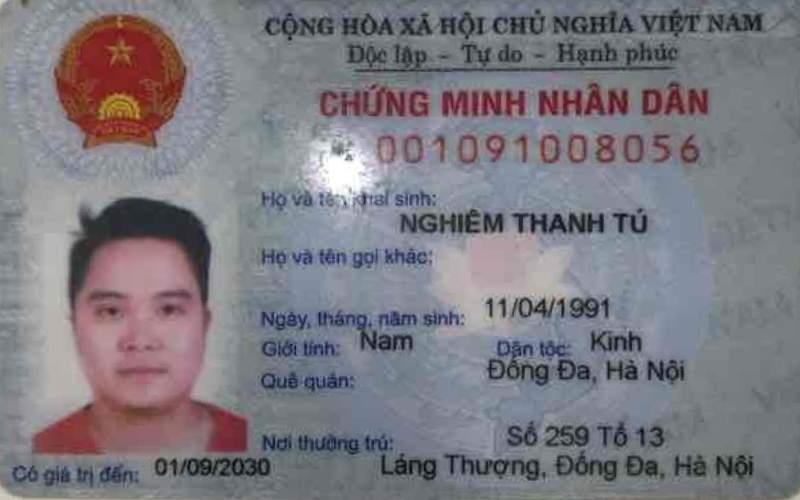 CỘNG HÒA XÃ HỘI CHỦ NGHĨA VIỆT NAM
Độc lập - Tự do - Hạnh phúc
CHỨNG MINH NHÂN DÂN
001091008056
Họ và tên khai sinh:
NGHIÊM THANH TÚ
Họ và tên gọi khác:
Ngày, tháng, năm sinh: 11/04/1991
Giới tính: Nam Dân tộc: Kinh
Quê quán: Đống Đa, Hà Nội
Nơi thường trú: Số 259 Tổ 13
Láng Thượng, Đống Đa, Hà Nội
Có giá trị đến: 01/09/2030